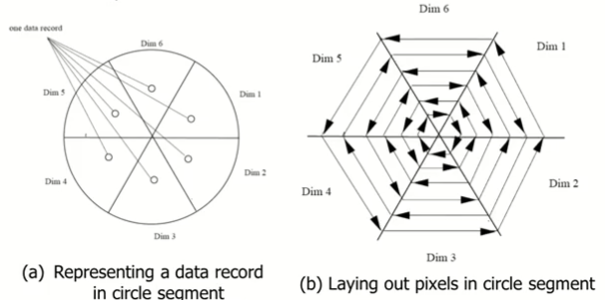 one data record
Dim 6
Dim 5
Dim 1
Dim 4
Dim 2
Dim 3
(a) Representing a data record
in circle segment
Dim 6
Dim 1
Dim 5
Dim 4
Dim 2
Dim 3
(b) Laying out pixels in circle segment